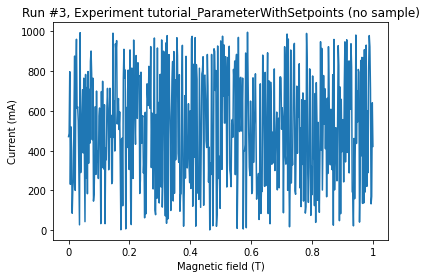 Run #3, Experiment tutorial_ParameterWithSetpoints (no sample)
1000
800
600
400
200
0
Current (mA)
0 0.2 0.4 0.6 0.8 1
Magnetic field (T)